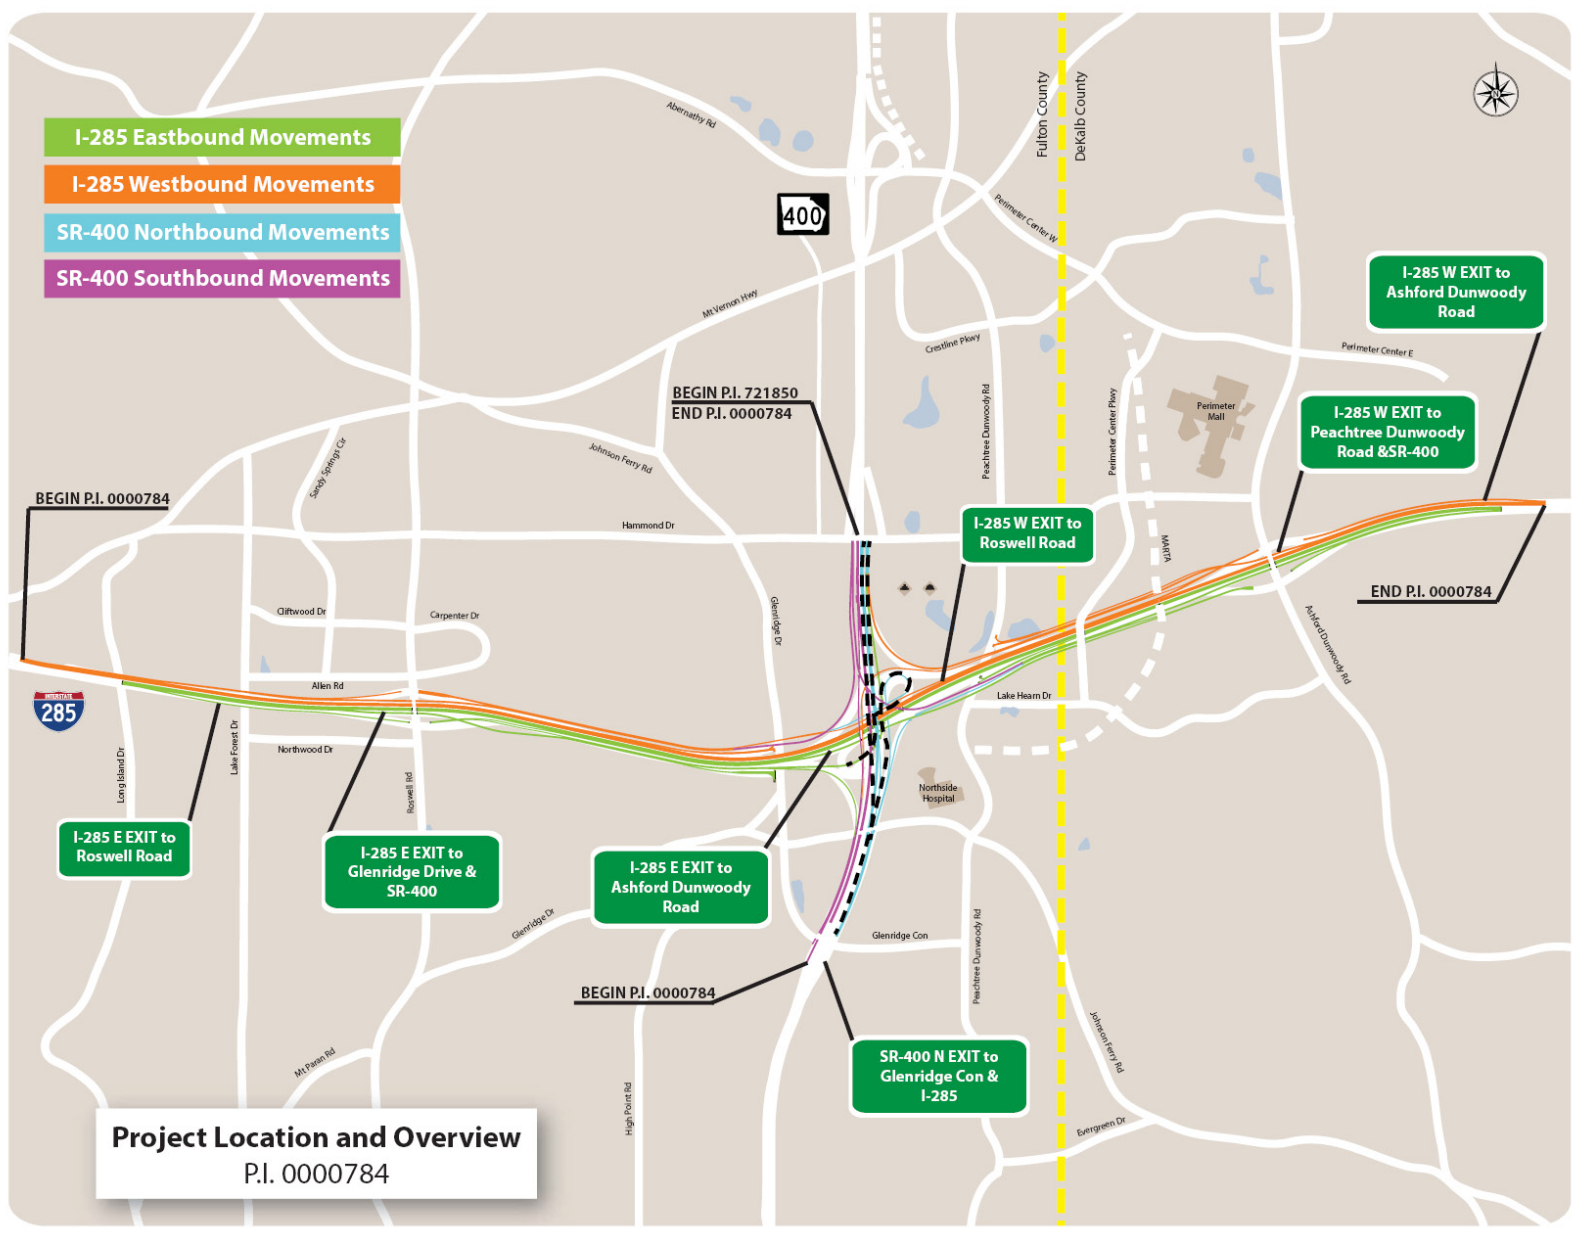 Fulton County
DeKalb County
N
Abernathy Rd
I-285 Eastbound Movements
I-285 Westbound Movements
SR-400 Northbound Movements
SR-400 Southbound Movements
400
Perimeter Center W
I-285 W EXIT to
Ashford Dunwoody
Road
Mt Vernon Hwy
Crestline Pkwy
Perimeter Center E
BEGIN P.I. 721850
END P.I. 0000784
Peachtree Dunwoody Rd
Perimeter Center Pkwy
Perimeter
Mall
I-285 W EXIT to
Peachtree Dunwoody
Road &SR-400
Sandy Springs Cir
Johnson Ferry Rd
BEGIN P.I. 0000784
Hammond Dr
I-285 W EXIT to
Roswell Road
MARTA
END P.I. 0000784
Cliftwood Dr
Carpenter Dr
Glenridge Dr
Ashford Dunwoody Rd
Allen Rd
Lake Hearn Dr
INTERSTATE
285
Long Island Dr
Lake Forest Dr
Northwood Dr
Roswell Rd
Northside
Hospital
I-285 E EXIT to
Roswell Road
I-285 E EXIT to
Glenridge Drive &
SR-400
I-285 E EXIT to
Ashford Dunwoody
Road
Glenridge Dr
Glenridge Con
Peachtree Dunwoody Rd
BEGIN P.I. 0000784
SR-400 N EXIT to
Glenridge Con &
I-285
Johnson Ferry Rd
Mt Paran Rd
High Point Rd
Evergreen Dr
Project Location and Overview
P.I. 0000784